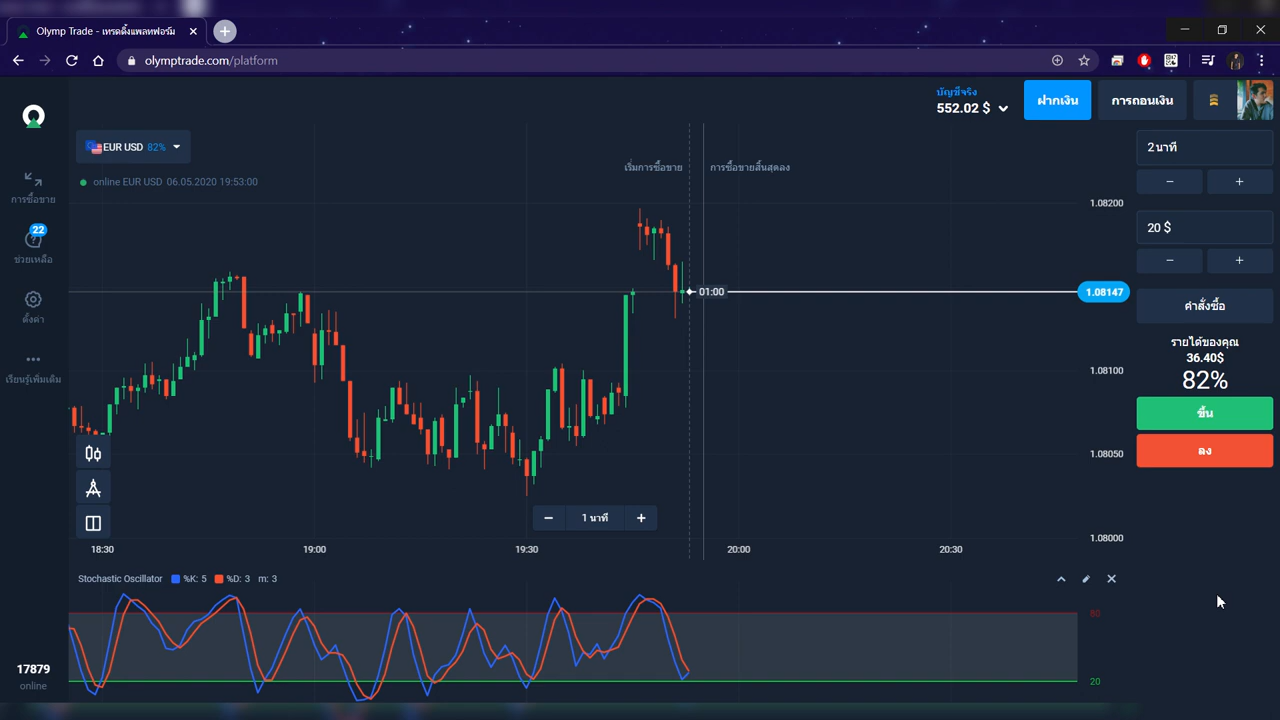 Olymp Trade - เทรดดิ้งแพลทฟอร์ม
olymptrade.com/platform
บัญชีจริง
552.02 $
ฝากเงิน
การถอนเงิน
EUR USD 82%
online EUR USD 06.05.2020 19:53:00
เริ่มการซื้อขาย
การซื้อขายสิ้นสุดลง
การซื้อขาย
22
ช่วยเหลือ
ตั้งค่า
เรียนรู้เพิ่มเติม
1.08200
01:00
1.08147
1.08100
1.08050
1.08000
2 นาที
− +
20 $
− +
คำสั่งซื้อ
รายได้ของคุณ
36.40$
82%
ขึ้น
ลง
− 1 นาที +
18:30 19:00 19:30 20:00 20:30
Stochastic Oscillator %K: 5 %D: 3 m: 3
80
20
17879
online